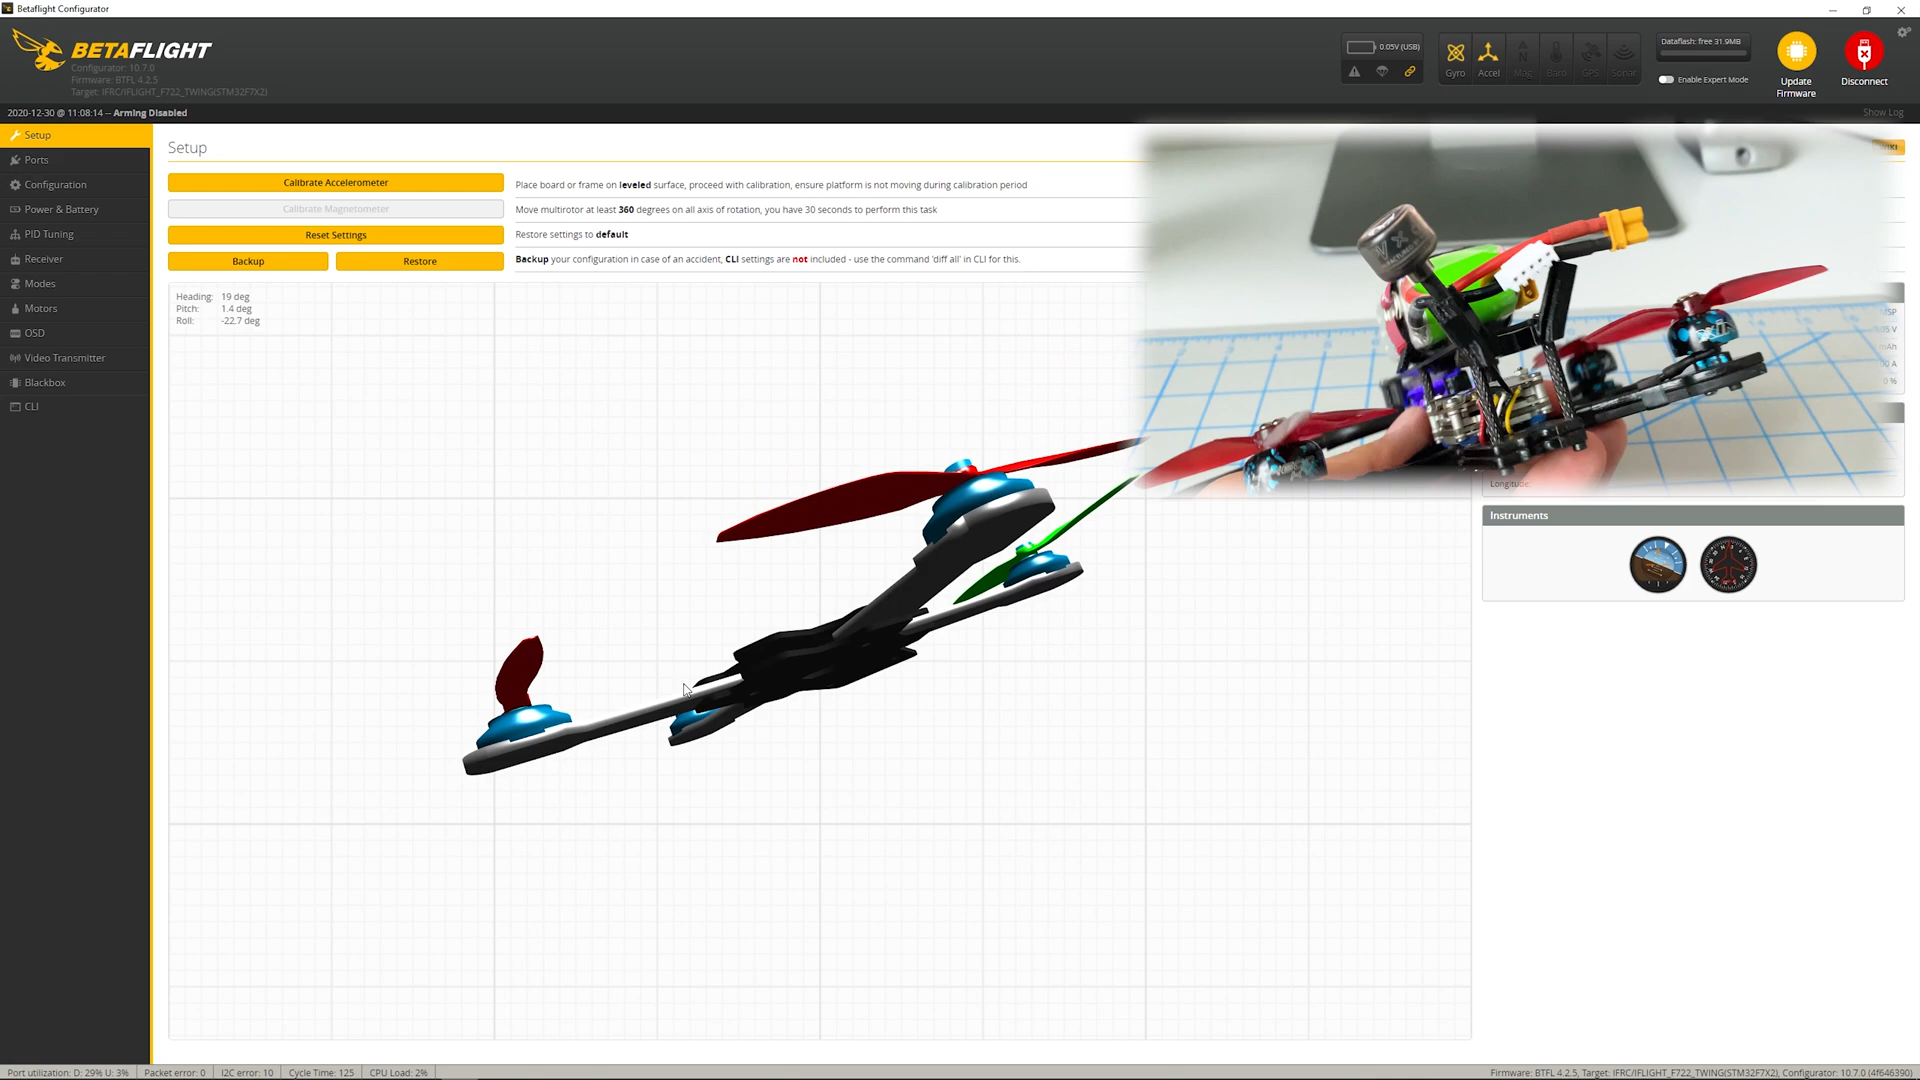 Betaflight Configurator
BETAFLIGHT
Configurator: 10.7.0
Firmware: BTFL 4.2.5
Target: IFRC/IFLIGHT_F722_TWING(STM32F7X2)
0.05V (USB)
Gyro
Accel
Mag
Baro
GPS
Sonar
Dataflash: free 31.9MB
Enable Expert Mode
Update
Firmware
Disconnect
2020-12-30 @ 11:08:14 -- Arming Disabled
Show Log
Setup
Ports
Configuration
Power & Battery
PID Tuning
Receiver
Modes
Motors
OSD
Video Transmitter
Blackbox
CLI
Setup
WIKI
Calibrate Accelerometer
Place board or frame on leveled surface, proceed with calibration, ensure platform is not moving during calibration period
Calibrate Magnetometer
Move multirotor at least 360 degrees on all axis of rotation, you have 30 seconds to perform this task
Reset Settings
Restore settings to default
Backup
Restore
Backup your configuration in case of an accident, CLI settings are not included - use the command 'diff all' in CLI for this.
Heading: 19 deg
Pitch: 1.4 deg
Roll: -22.7 deg
MSP
mAh
0 %
Longitude:
Instruments
Port utilization: D: 29% U: 3%
Packet error: 0
I2C error: 10
Cycle Time: 125
CPU Load: 2%
Firmware: BTFL 4.2.5, Target: IFRC/IFLIGHT_F722_TWING(STM32F7X2), Configurator: 10.7.0 (4f646390)